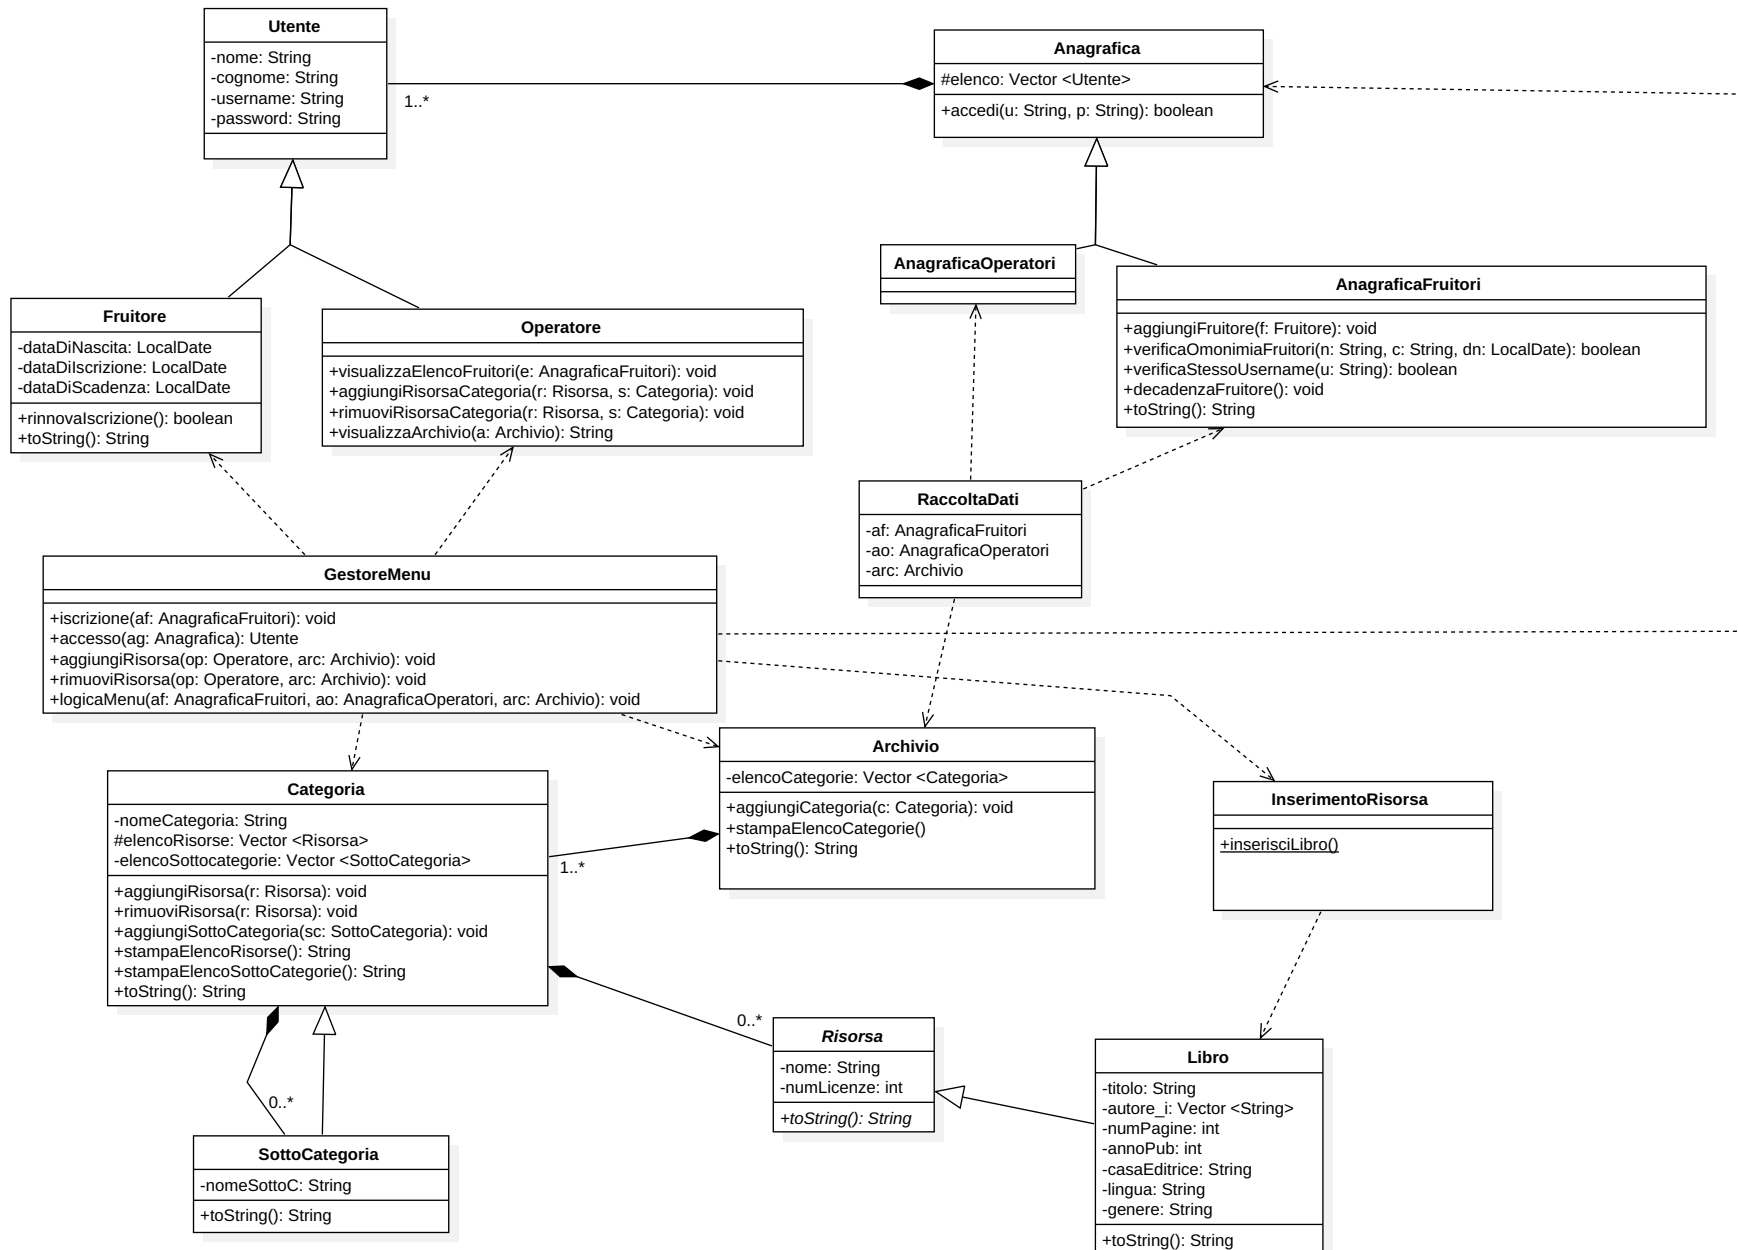 Utente
-nome: String
-cognome: String
-username: String
-password: String
1..*
Anagrafica
#elenco: Vector <Utente>
+accedi(u: String, p: String): boolean
AnagraficaOperatori
AnagraficaFruitori
+aggiungiFruitore(f: Fruitore): void
+verificaOmonimiaFruitori(n: String, c: String, dn: LocalDate): boolean
+verificaStessoUsername(u: String): boolean
+decadenzaFruitore(): void
+toString(): String
Fruitore
-dataDiNascita: LocalDate
-dataDiIscrizione: LocalDate
-dataDiScadenza: LocalDate
+rinnovaIscrizione(): boolean
+toString(): String
Operatore
+visualizzaElencoFruitori(e: AnagraficaFruitori): void
+aggiungiRisorsaCategoria(r: Risorsa, s: Categoria): void
+rimuoviRisorsaCategoria(r: Risorsa, s: Categoria): void
+visualizzaArchivio(a: Archivio): String
RaccoltaDati
-af: AnagraficaFruitori
-ao: AnagraficaOperatori
-arc: Archivio
GestoreMenu
+iscrizione(af: AnagraficaFruitori): void
+accesso(ag: Anagrafica): Utente
+aggiungiRisorsa(op: Operatore, arc: Archivio): void
+rimuoviRisorsa(op: Operatore, arc: Archivio): void
+logicaMenu(af: AnagraficaFruitori, ao: AnagraficaOperatori, arc: Archivio): void
Archivio
-elencoCategorie: Vector <Categoria>
+aggiungiCategoria(c: Categoria): void
+stampaElencoCategorie()
+toString(): String
1..*
Categoria
-nomeCategoria: String
#elencoRisorse: Vector <Risorsa>
-elencoSottocategorie: Vector <SottoCategoria>
+aggiungiRisorsa(r: Risorsa): void
+rimuoviRisorsa(r: Risorsa): void
+aggiungiSottoCategoria(sc: SottoCategoria): void
+stampaElencoRisorse(): String
+stampaElencoSottoCategorie(): String
+toString(): String
InserimentoRisorsa
+inserisciLibro()
0..*
Risorsa
-nome: String
-numLicenze: int
+toString(): String
0..*
SottoCategoria
-nomeSottoC: String
+toString(): String
Libro
-titolo: String
-autore_i: Vector <String>
-numPagine: int
-annoPub: int
-casaEditrice: String
-lingua: String
-genere: String
+toString(): String